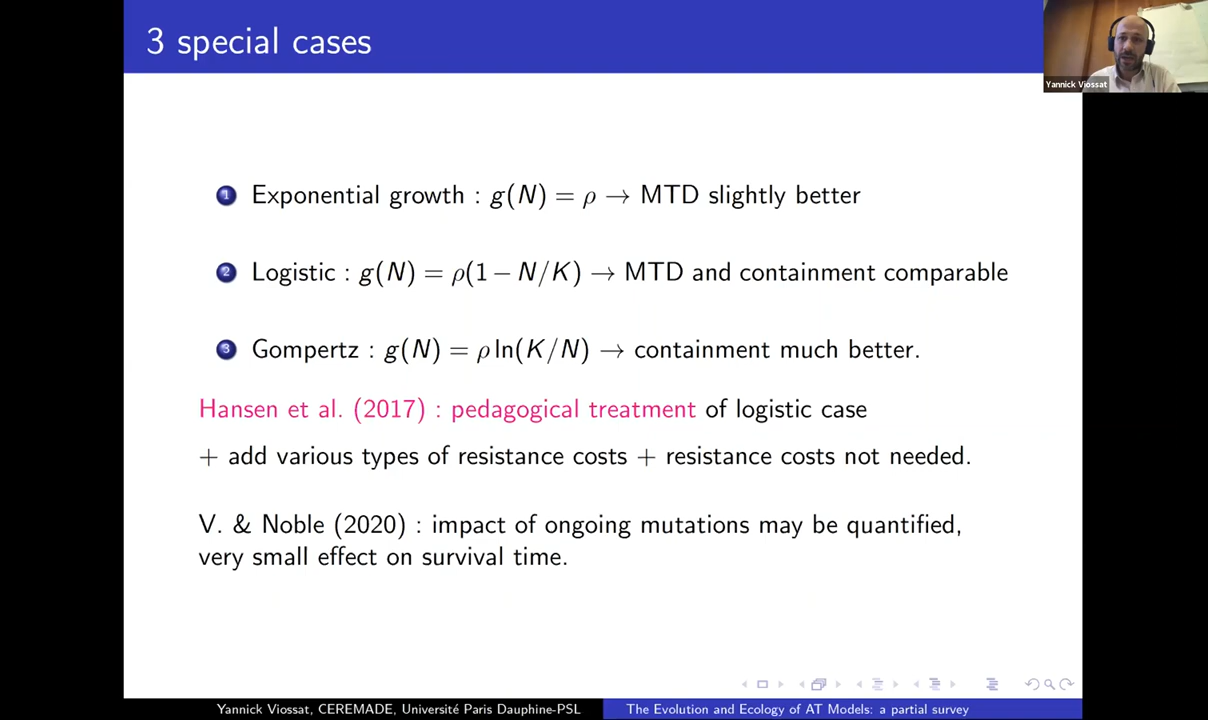 3 special cases
Yannick Viossat
1 Exponential growth : g(N) = ρ → MTD slightly better
2 Logistic : g(N) = ρ(1 − N/K) → MTD and containment comparable
3 Gompertz : g(N) = ρ ln(K/N) → containment much better.
Hansen et al. (2017) : pedagogical treatment of logistic case
+ add various types of resistance costs + resistance costs not needed.
V. & Noble (2020) : impact of ongoing mutations may be quantified,
very small effect on survival time.
Yannick Viossat, CEREMADE, Université Paris Dauphine-PSL
The Evolution and Ecology of AT Models: a partial survey